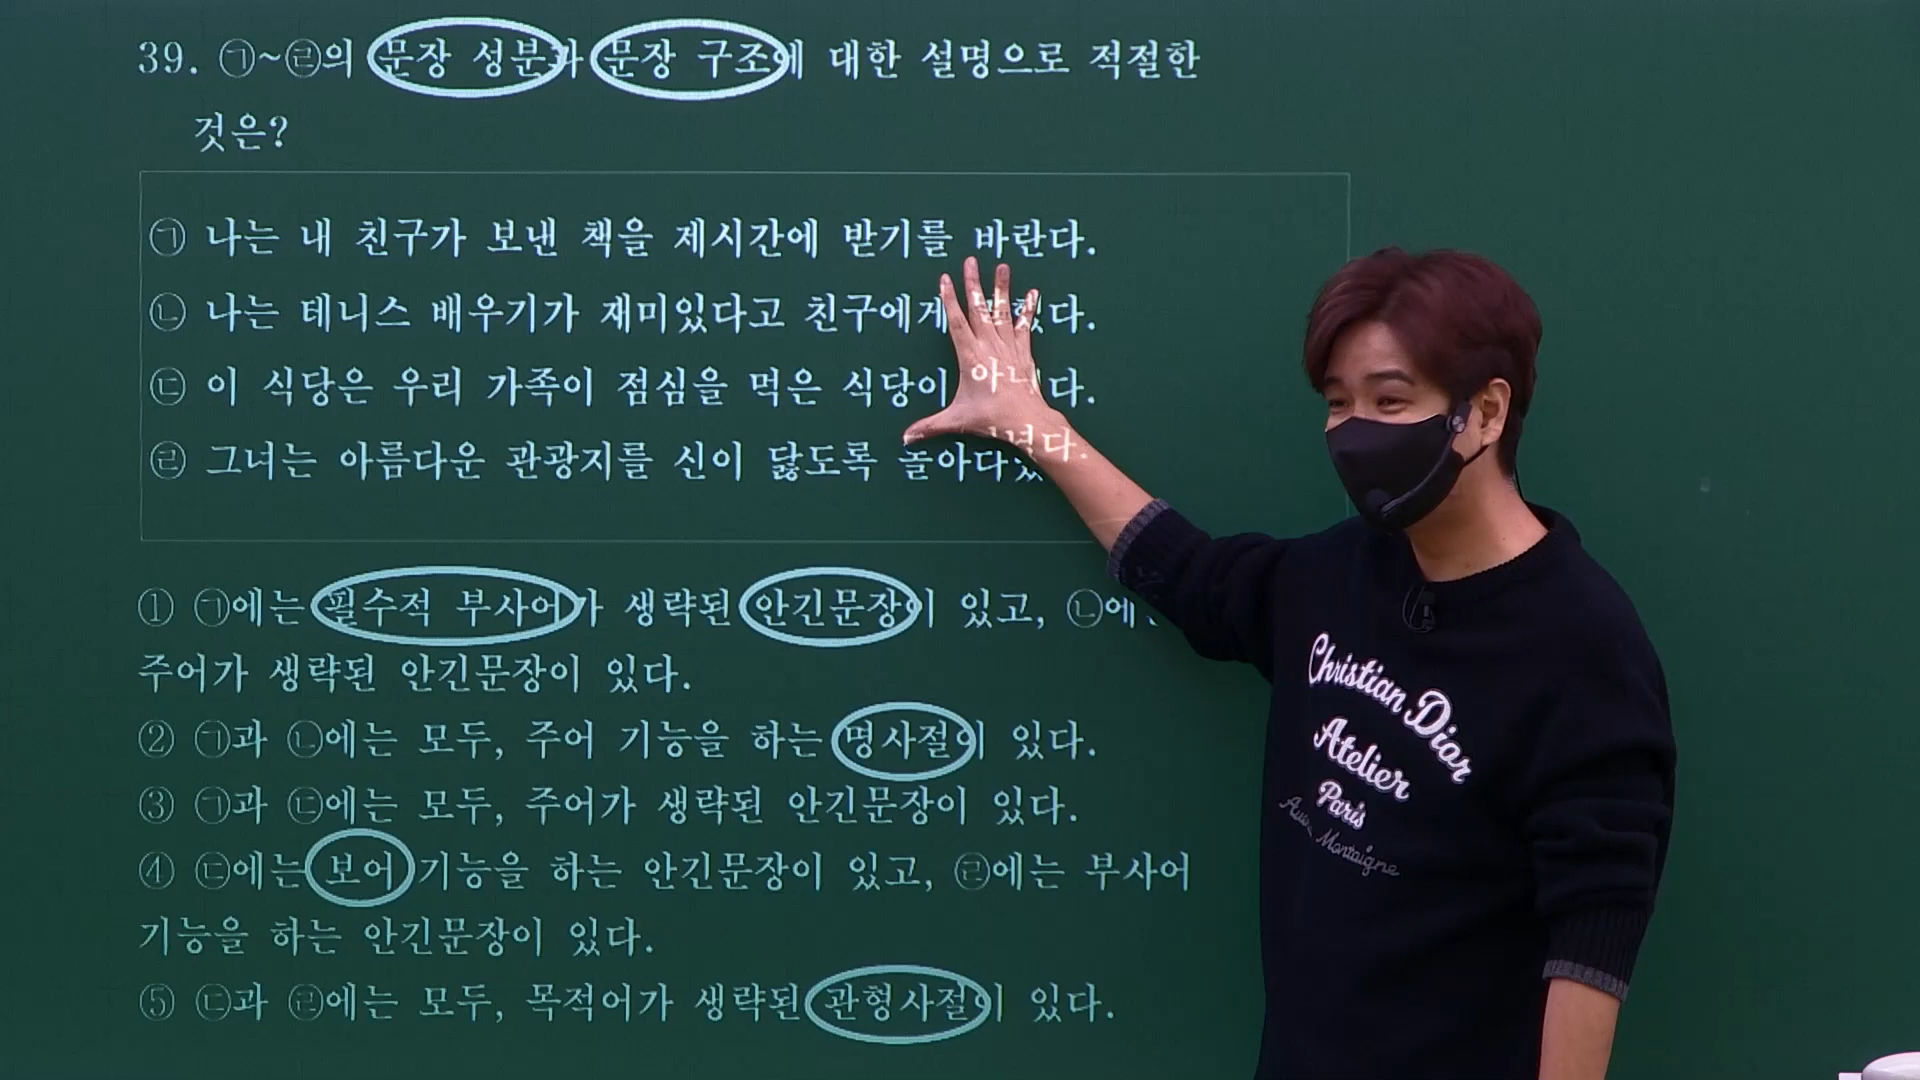 39. ㉠~㉣의 문장 성분과 문장 구조에 대한 설명으로 적절한
것은?
㉠ 나는 내 친구가 보낸 책을 제시간에 받기를 바란다.
㉡ 나는 테니스 배우기가 재미있다고 친구에게 말했다.
㉢ 이 식당은 우리 가족이 점심을 먹은 식당이 아니다.
㉣ 그녀는 아름다운 관광지를 신이 닳도록 돌아다녔다.
① ㉠에는 필수적 부사어가 생략된 안긴문장이 있고, ㉡에는
주어가 생략된 안긴문장이 있다.
② ㉠과 ㉡에는 모두, 주어 기능을 하는 명사절이 있다.
③ ㉠과 ㉢에는 모두, 주어가 생략된 안긴문장이 있다.
④ ㉢에는 보어 기능을 하는 안긴문장이 있고, ㉣에는 부사어
기능을 하는 안긴문장이 있다.
⑤ ㉢과 ㉣에는 모두, 목적어가 생략된 관형사절이 있다.
Christian Dior
Atelier
Paris
Montaigne